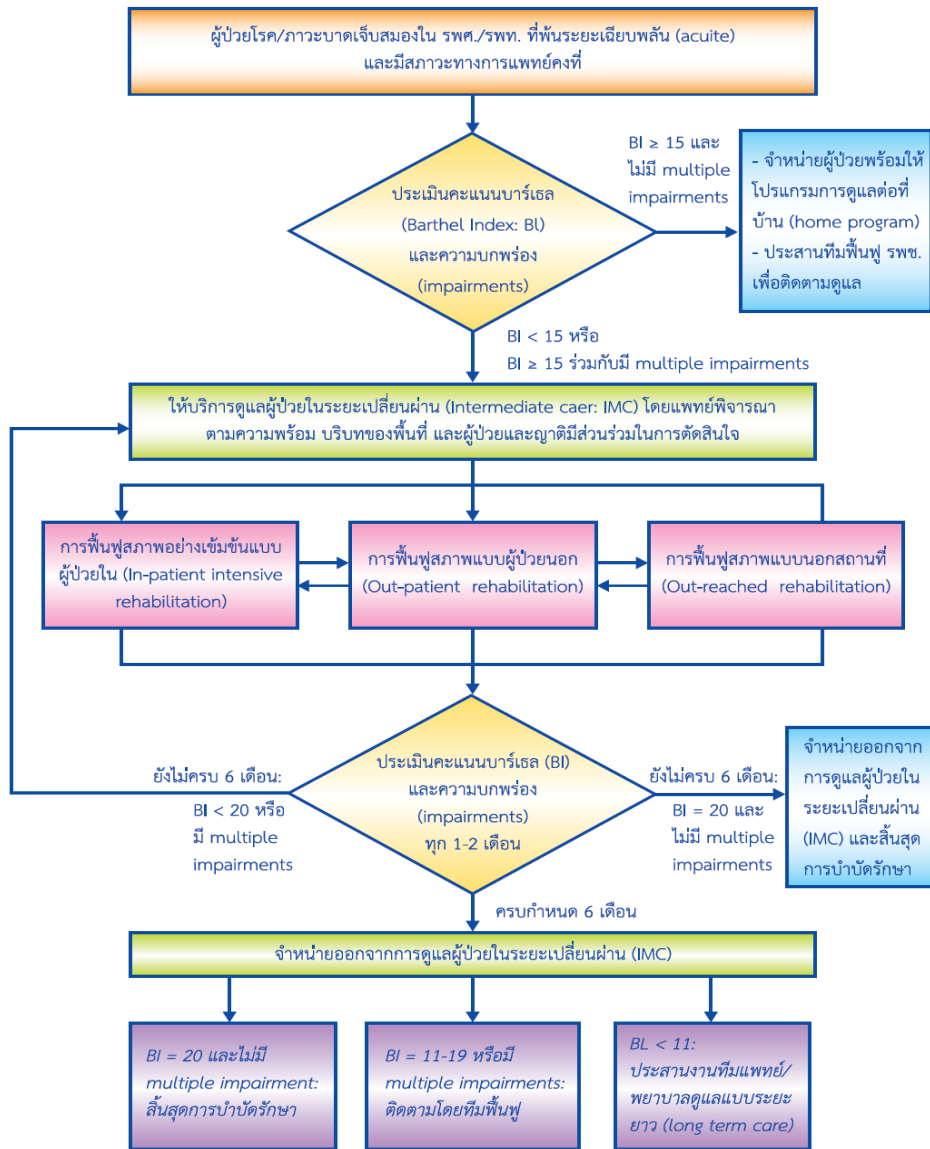 ผู้ป่วยโรค/ภาวะบาดเจ็บสมองใน รพศ./รพท. ที่พ้นระยะเฉียบพลัน (acuite)
และมีสภาวะทางการแพทย์คงที่
ประเมินคะแนนบาร์เธล
(Barthel Index: Bl)
และความบกพร่อง
(impairments)
BI ≥ 15 และ
ไม่มี multiple
impairments
- จำหน่ายผู้ป่วยพร้อมให้
โปรแกรมการดูแลต่อที่
บ้าน (home program)
- ประสานทีมฟื้นฟู รพช.
เพื่อติดตามดูแล
BI < 15 หรือ
BI ≥ 15 ร่วมกับมี multiple impairments
ให้บริการดูแลผู้ป่วยในระยะเปลี่ยนผ่าน (Intermediate caer: IMC) โดยแพทย์พิจารณา
ตามความพร้อม บริบทของพื้นที่ และผู้ป่วยและญาติมีส่วนร่วมในการตัดสินใจ
การฟื้นฟูสภาพอย่างเข้มข้นแบบ
ผู้ป่วยใน (In-patient intensive
rehabilitation)
การฟื้นฟูสภาพแบบผู้ป่วยนอก
(Out-patient rehabilitation)
การฟื้นฟูสภาพแบบนอกสถานที่
(Out-reached rehabilitation)
ยังไม่ครบ 6 เดือน:
BI < 20 หรือ
มี multiple
impairments
ประเมินคะแนนบาร์เธล (BI)
และความบกพร่อง
(impairments)
ทุก 1-2 เดือน
ยังไม่ครบ 6 เดือน:
BI = 20 และ
ไม่มี multiple
impairments
จำหน่ายออกจาก
การดูแลผู้ป่วยใน
ระยะเปลี่ยนผ่าน
(IMC) และสิ้นสุด
การบำบัดรักษา
ครบกำหนด 6 เดือน
จำหน่ายออกจากการดูแลผู้ป่วยในระยะเปลี่ยนผ่าน (IMC)
BI = 20 และไม่มี
multiple impairment:
สิ้นสุดการบำบัดรักษา
BI = 11-19 หรือมี
multiple impairments:
ติดตามโดยทีมฟื้นฟู
BL < 11:
ประสานงานทีมแพทย์/
พยาบาลดูแลแบบระยะ
ยาว (long term care)